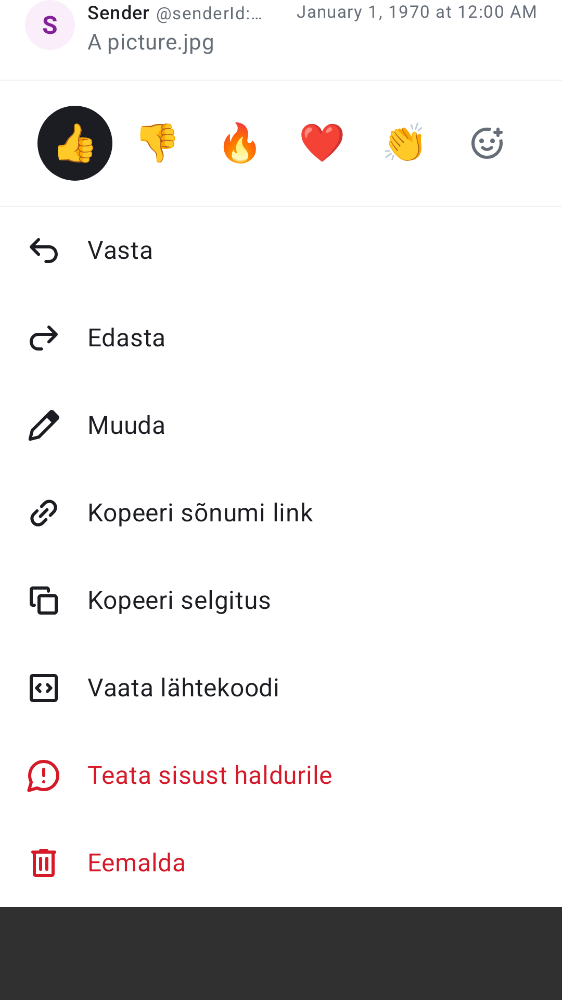 S
Sender @senderId:... January 1, 1970 at 12:00 AM
A picture.jpg
Vasta
Edasta
Muuda
Kopeeri sõnumi link
Kopeeri selgitus
Vaata lähtekoodi
Teata sisust haldurile
Eemalda